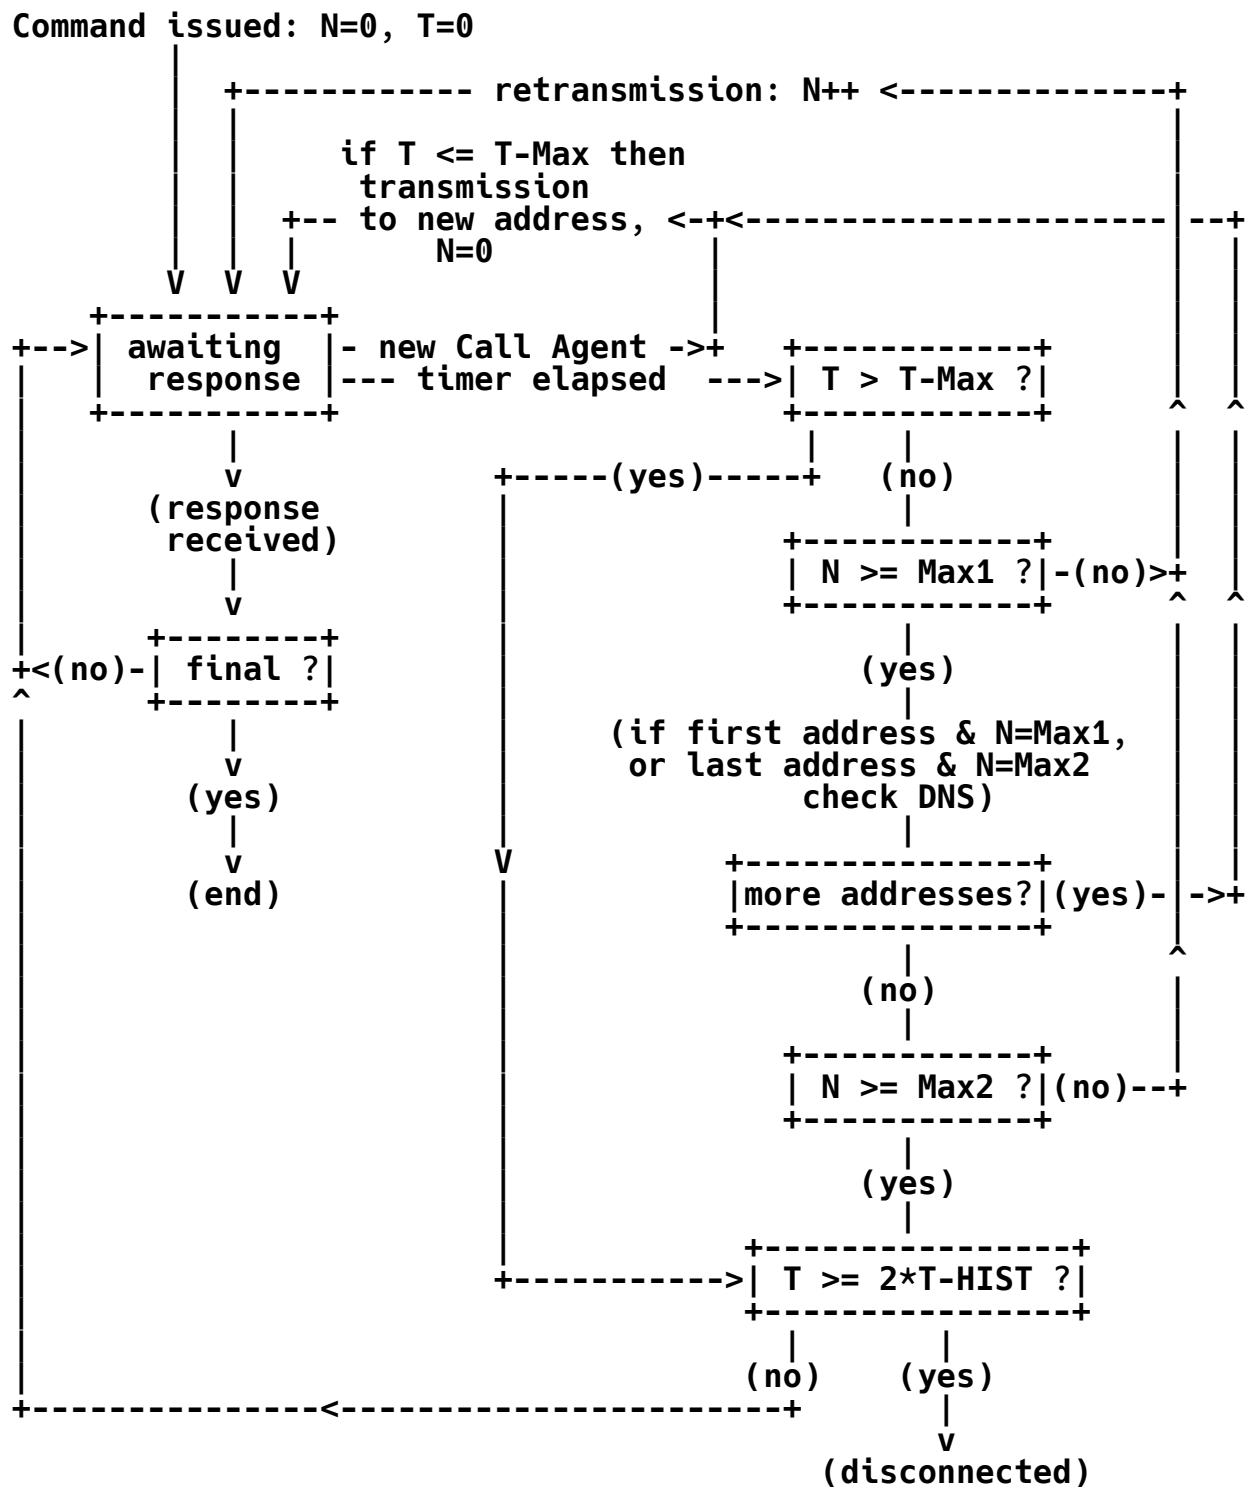 Command issued: N=0, T=0
retransmission: N++
if T <= T-Max then
transmission
to new address,
N=0
awaiting
response
new Call Agent
timer elapsed
T > T-Max ?
(yes)
(no)
(response
received)
N >= Max1 ?
(no)
final ?
(no)
(yes)
(if first address & N=Max1,
or last address & N=Max2
check DNS)
(yes)
(end)
more addresses?
(yes)
(no)
N >= Max2 ?
(no)
(yes)
T >= 2*T-HIST ?
(no)
(yes)
(disconnected)